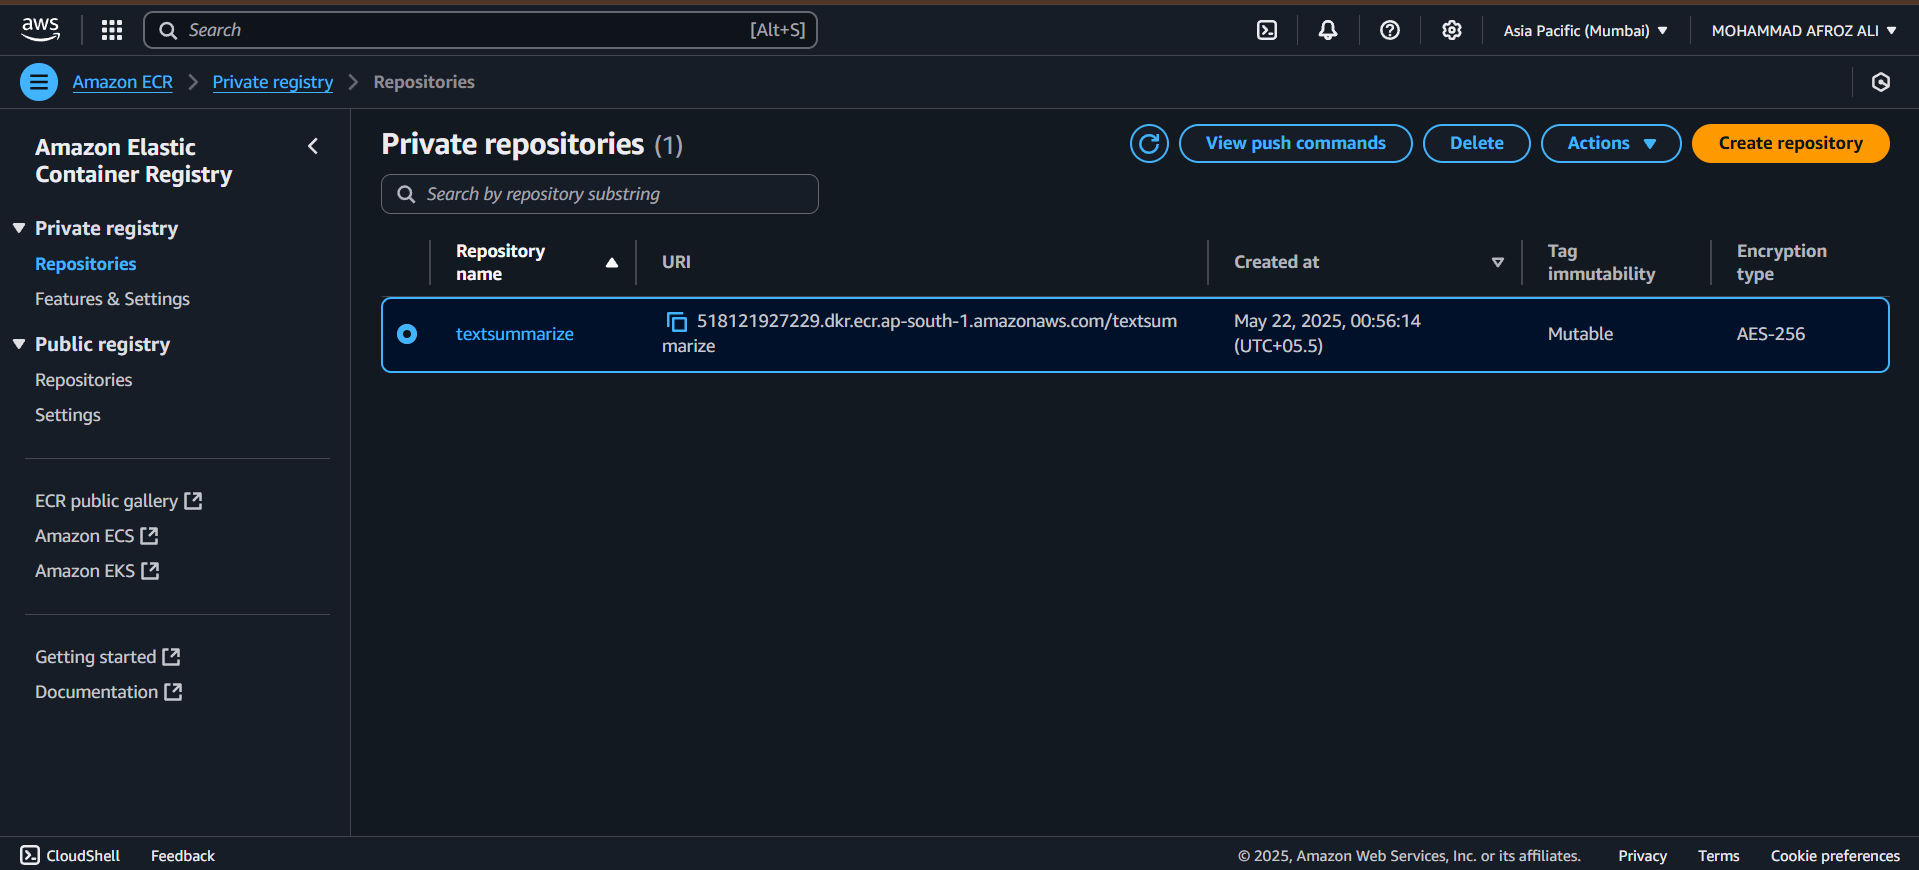 aws
Search [Alt+S]
Asia Pacific (Mumbai)
MOHAMMAD AFROZ ALI
Amazon ECR
Private registry
Repositories
Amazon Elastic
Container Registry
Private registry
Repositories
Features & Settings
Public registry
Repositories
Settings
ECR public gallery
Amazon ECS
Amazon EKS
Getting started
Documentation
Private repositories (1)
View push commands
Delete
Actions
Create repository
Search by repository substring
Repository
name
URI
Created at
Tag
immutability
Encryption
type
textsummarize
518121927229.dkr.ecr.ap-south-1.amazonaws.com/textsum
marize
May 22, 2025, 00:56:14
(UTC+05.5)
Mutable
AES-256
CloudShell
Feedback
© 2025, Amazon Web Services, Inc. or its affiliates.
Privacy
Terms
Cookie preferences